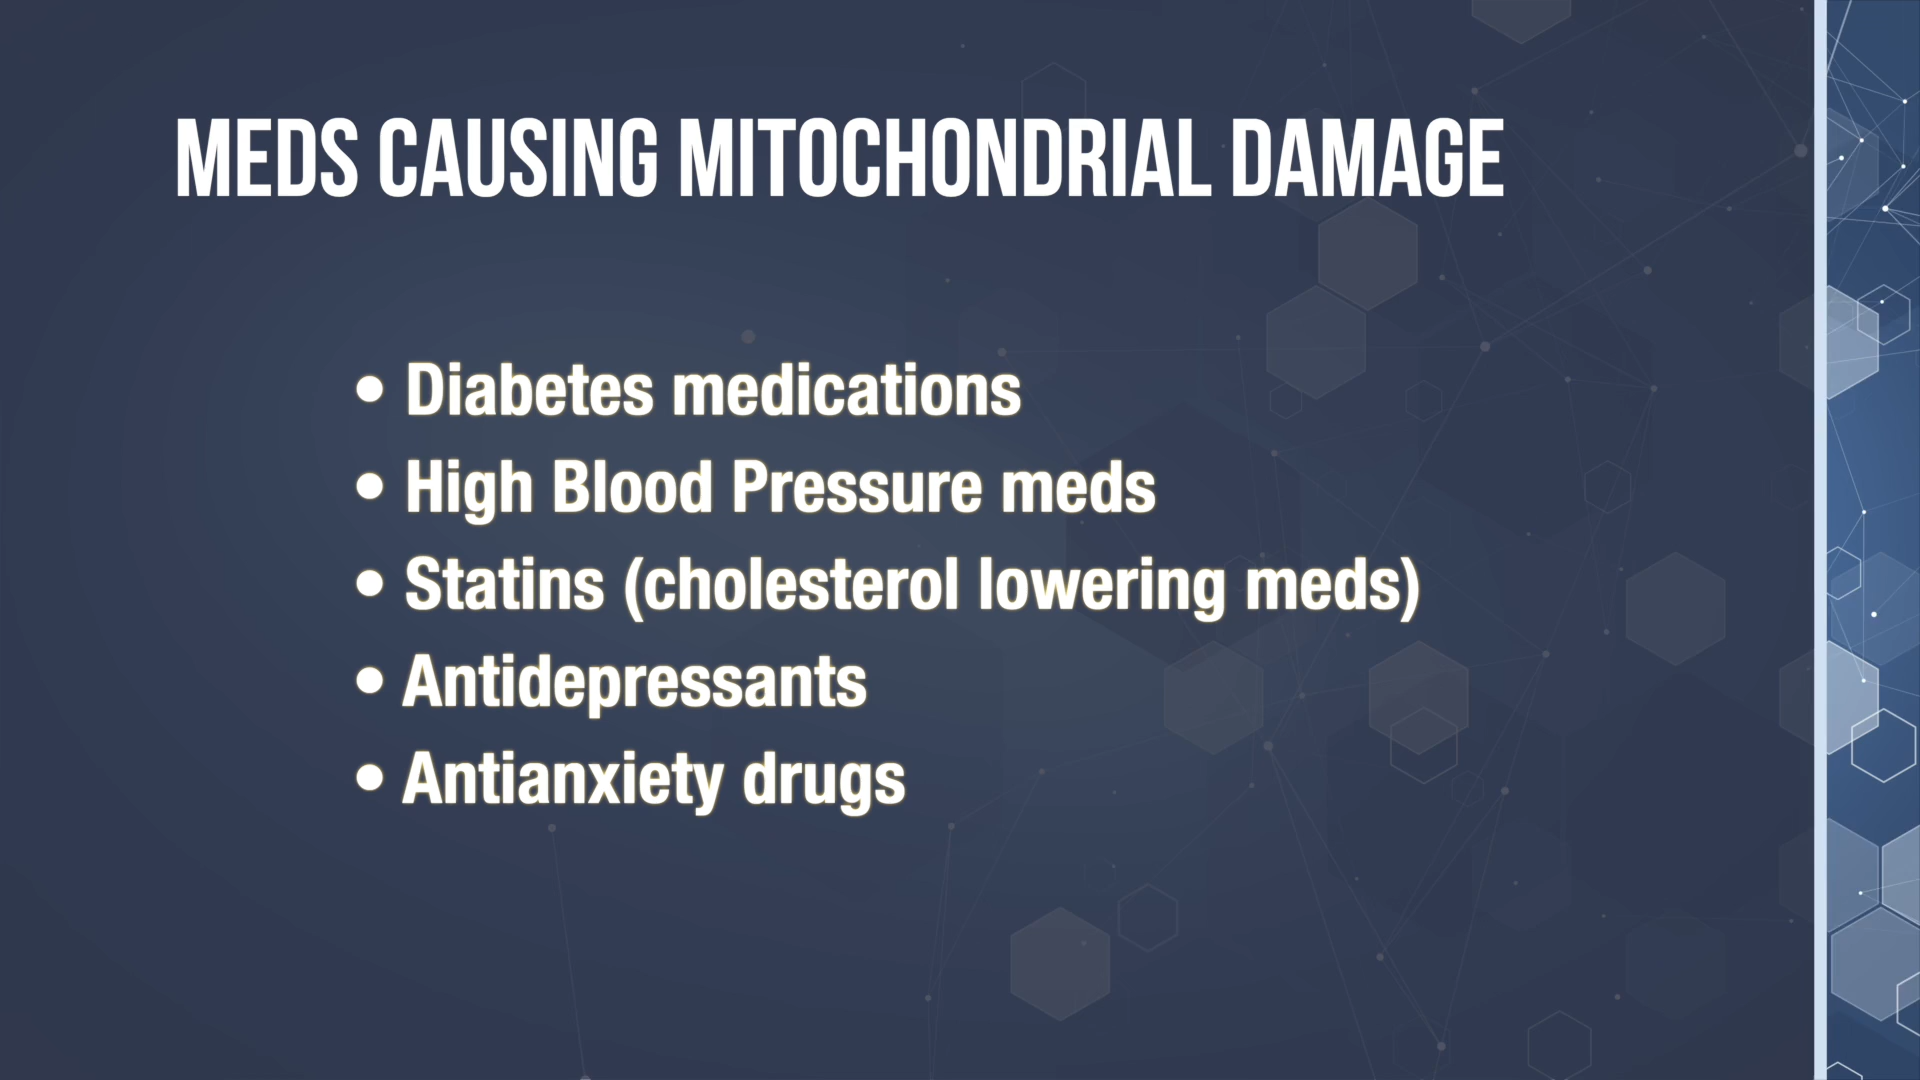 MEDS CAUSING MITOCHONDRIAL DAMAGE
• Diabetes medications
• High Blood Pressure meds
• Statins (cholesterol lowering meds)
• Antidepressants
• Antianxiety drugs